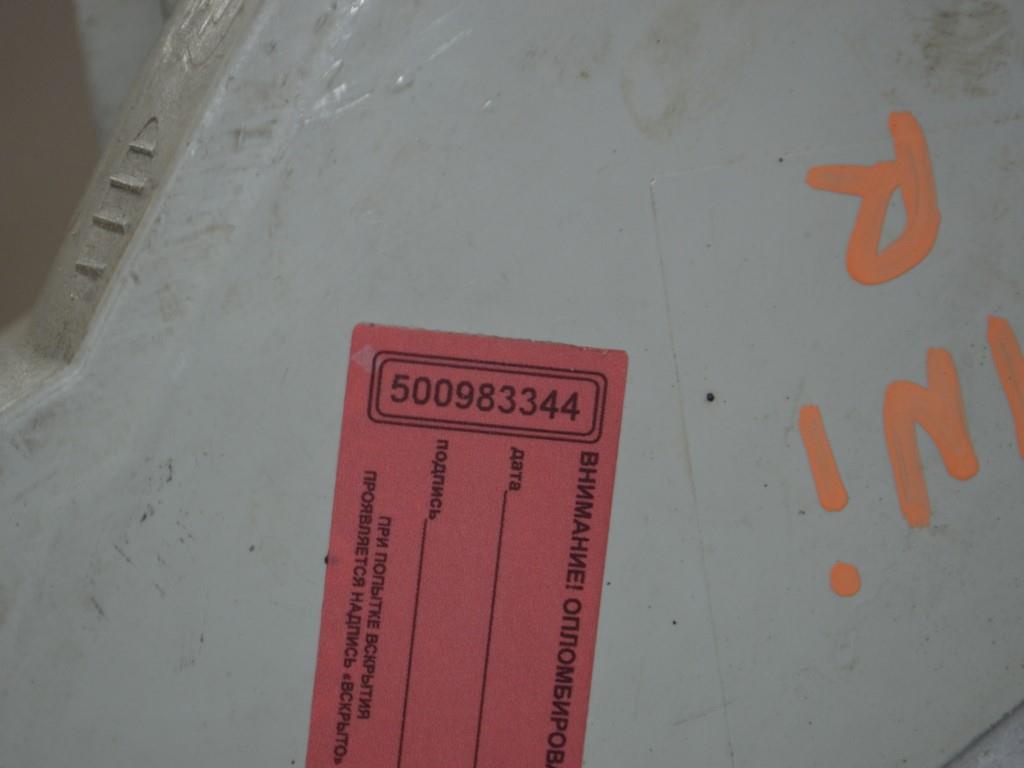 500983344
ВНИМАНИЕ! ОПЛОМБИРОВА
дата
подпись
ПРИ ПОПЫТКЕ ВСКРЫТИЯ
ПРОЯВЛЯЕТСЯ НАДПИСЬ «ВСКРЫТО»